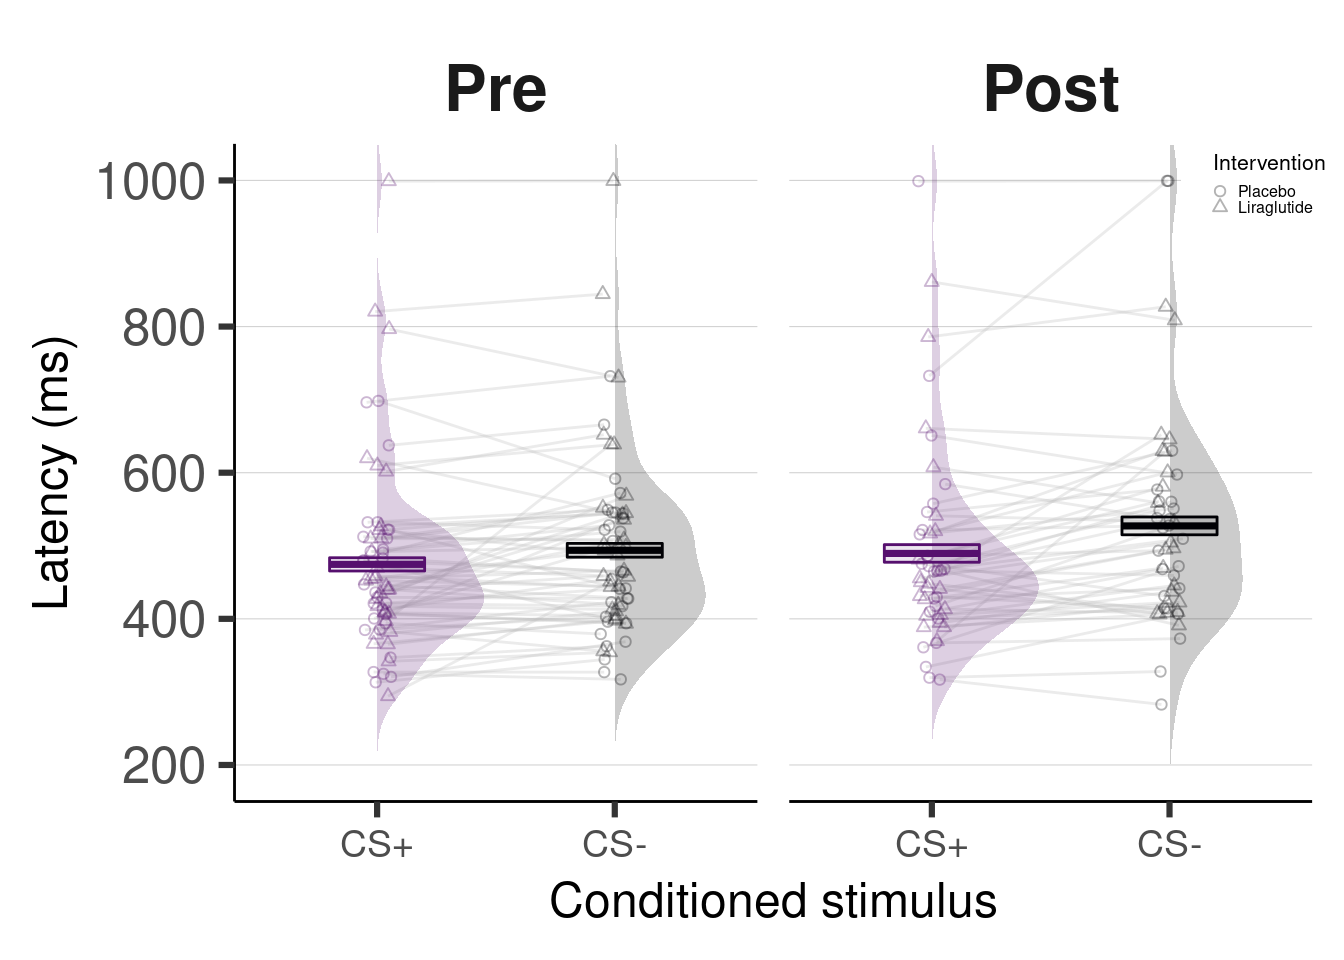 Pre
Post
Latency (ms)
1000
800
600
400
200
Intervention
Placebo
Liraglutide
CS+
CS-
CS+
CS-
Conditioned stimulus